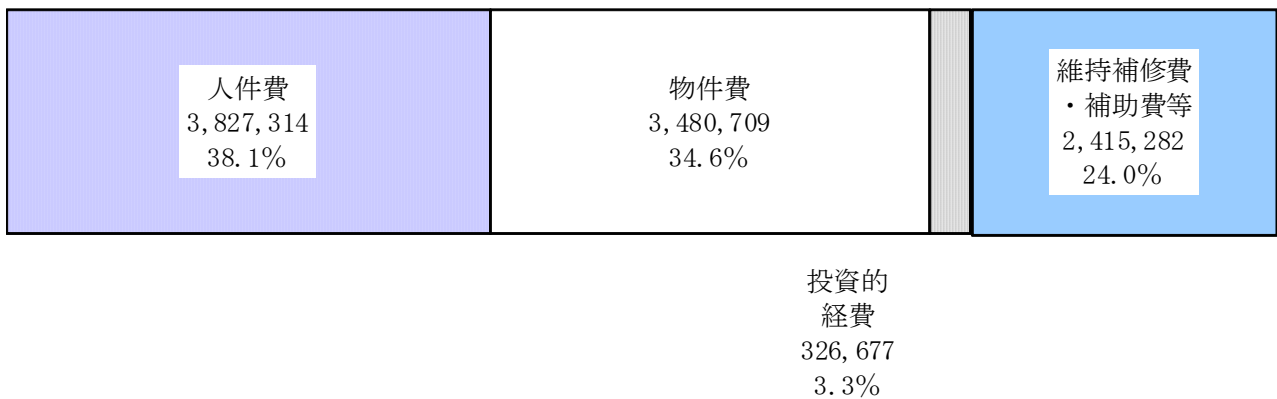 人件費
3,827,314
38.1%
物件費
3,480,709
34.6%
維持補修費
・補助費等
2,415,282
24.0%
投資的
経費
326,677
3.3%